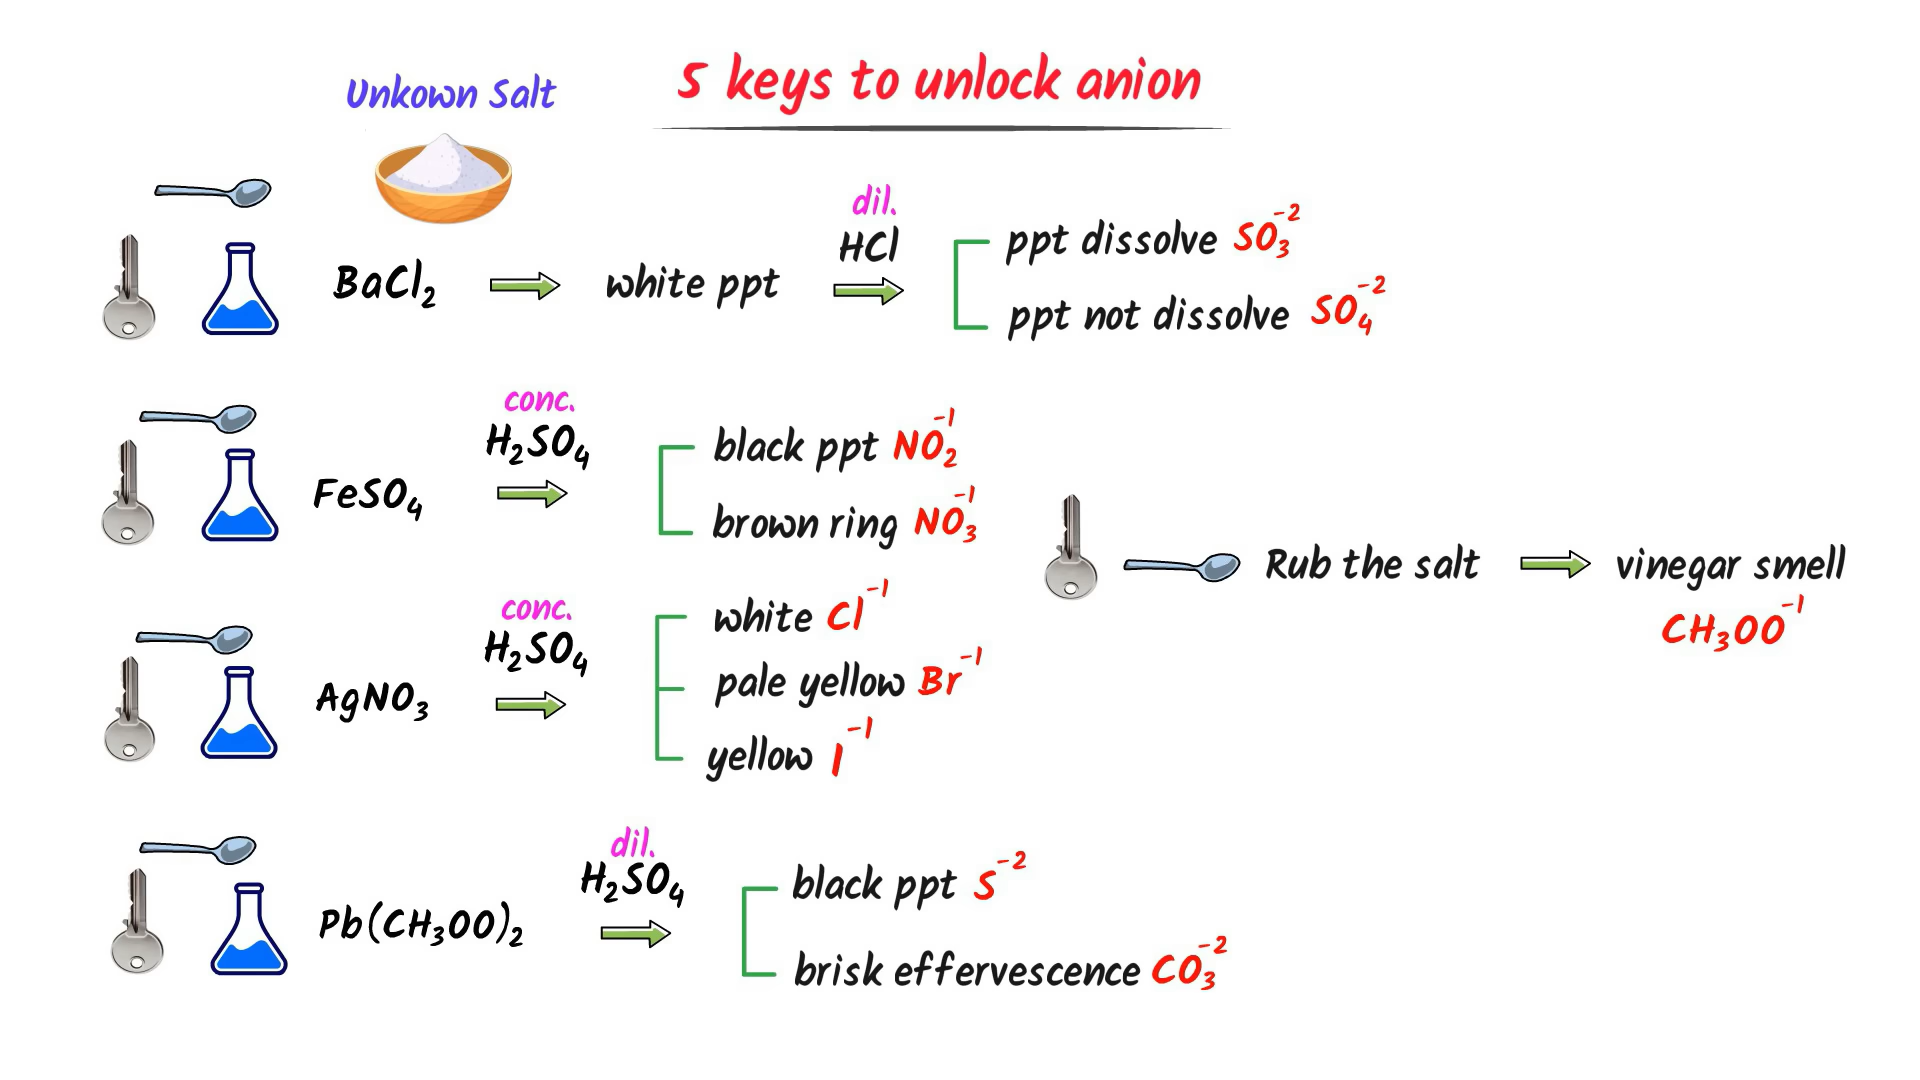 5 keys to unlock anion
Unkown Salt
BaCl₂ white ppt dil. HCl
ppt dissolve SO₃⁻²
ppt not dissolve SO₄⁻²
FeSO₄ conc. H₂SO₄
black ppt NO₂⁻¹
brown ring NO₃⁻¹
AgNO₃ conc. H₂SO₄
white Cl⁻¹
pale yellow Br⁻¹
yellow I⁻¹
Pb(CH₃OO)₂ dil. H₂SO₄
black ppt S⁻²
brisk effervescence CO₃⁻²
Rub the salt vinegar smell
CH₃OO⁻¹